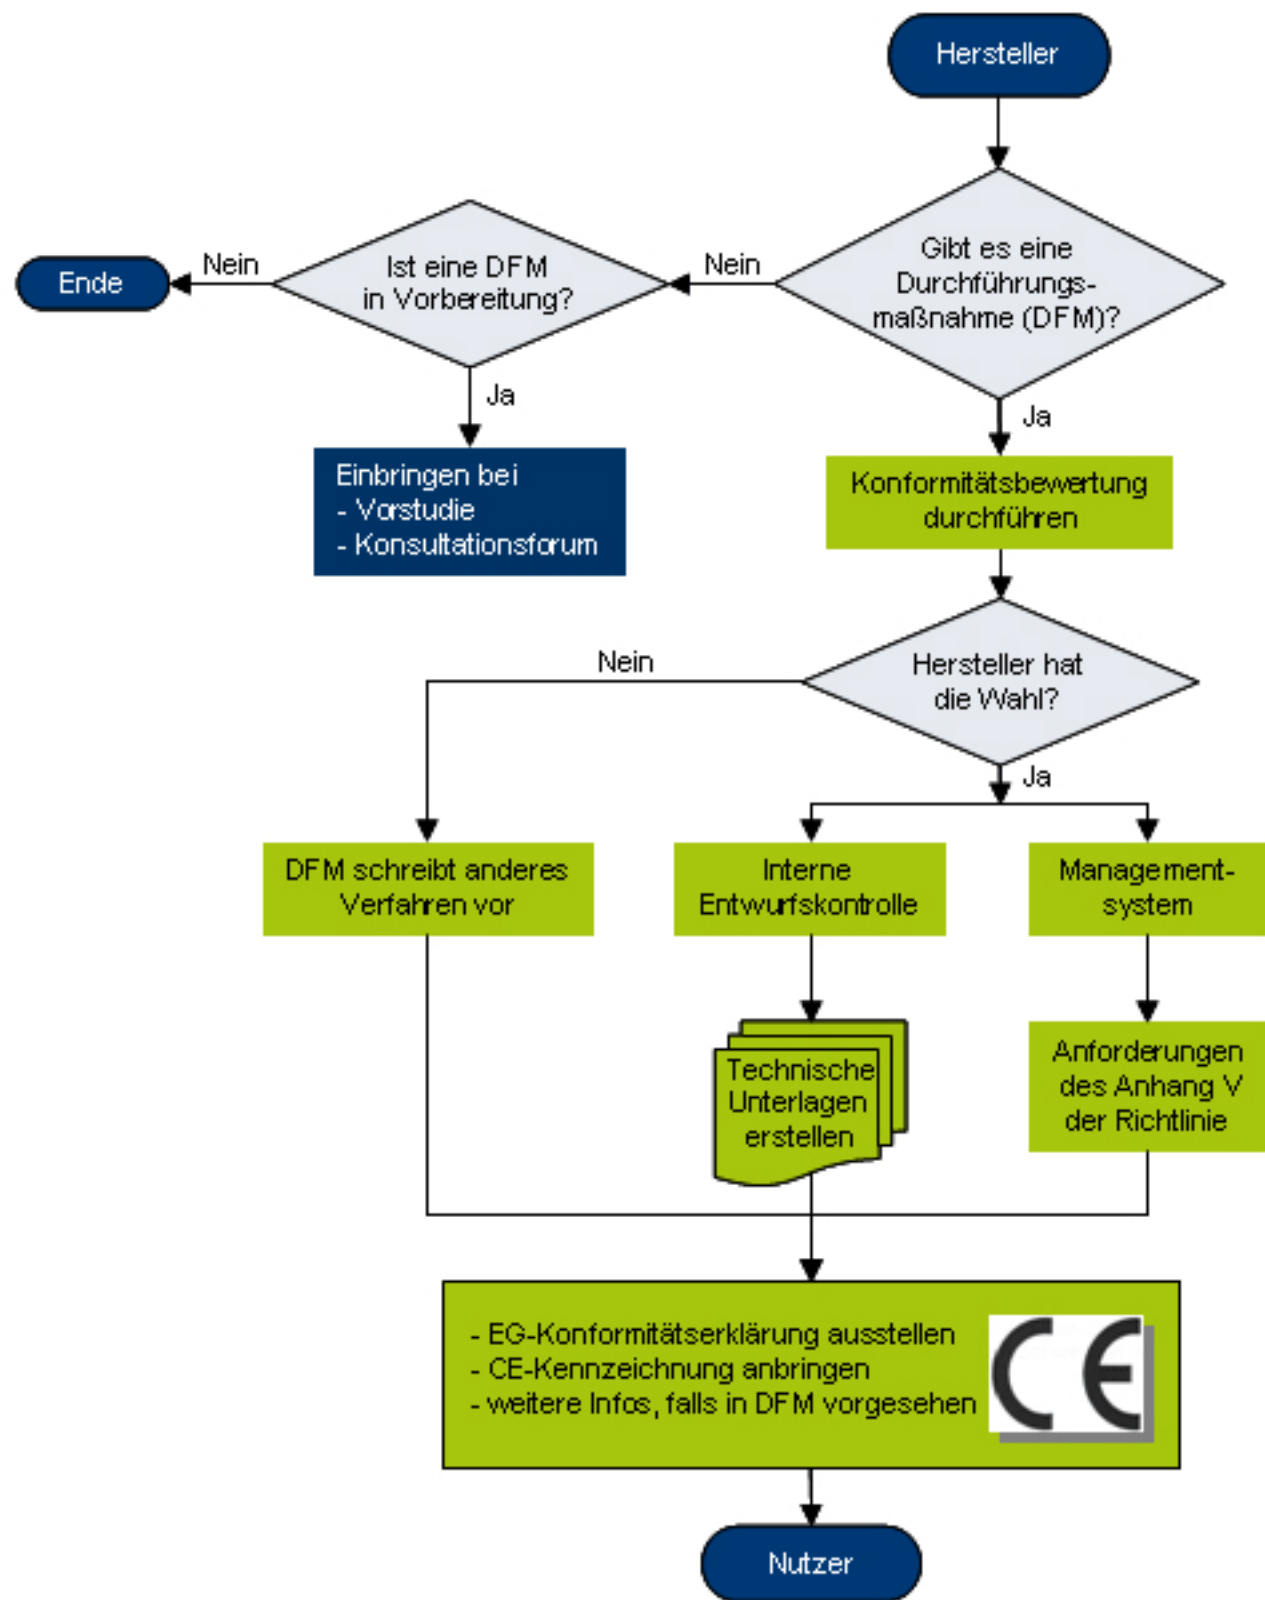 Hersteller
Gibt es eine
Durchführungs-
maßnahme (DFM)?
Nein
Ist eine DFM
in Vorbereitung?
Nein
Ende
Ja
Einbringen bei
- Vorstudie
- Konsultationsforum
Ja
Konformitätsbewertung
durchführen
Hersteller hat
die Wahl?
Nein
Ja
DFM schreibt anderes
Verfahren vor
Interne
Entwurfskontrolle
Management-
system
Technische
Unterlagen
erstellen
Anforderungen
des Anhang V
der Richtlinie
- EG-Konformitätserklärung ausstellen
- CE-Kennzeichnung anbringen
- weitere Infos, falls in DFM vorgesehen
CE
Nutzer